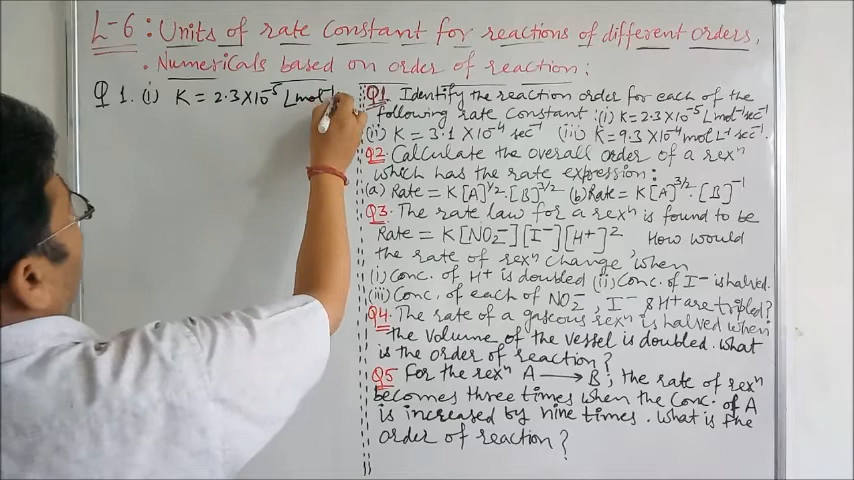 L-6 : Units of rate Constant for reactions of different orders,
. Numericals based on order of reaction :
Q 1. (i) K = 2.3 X 10⁻⁵ L mol⁻¹
Q1. Identify the reaction order for each of the
following rate Constant : (i) K = 2.3 X 10⁻⁵ L mol⁻¹ sec⁻¹
(ii) K = 3.1 X 10⁻⁴ sec⁻¹ (iii) K = 9.3 X 10⁻⁴ mol L⁻¹ sec⁻¹.
Q2. Calculate the overall order of a rexⁿ
which has the rate expression :
(a) Rate = K[A]^1/2 . [B]^3/2 (b) Rate = K[A]^3/2 . [B]⁻¹
Q3. The rate law for a rexⁿ is found to be
Rate = K[NO₂⁻][I⁻][H⁺]² How would
the rate of rexⁿ change, when
(i) Conc. of H⁺ is doubled (ii) Conc. of I⁻ is halved.
(iii) Conc. of each of NO₂⁻, I⁻ & H⁺ are tripled?
Q4. The rate of a gaseous rexⁿ is halved when
the volume of the vessel is doubled. What
is the order of reaction?
Q5 For the rexⁿ A ⟶ B ; the rate of rexⁿ
becomes three times when the Conc. of A
is increased by nine times. What is the
order of reaction?